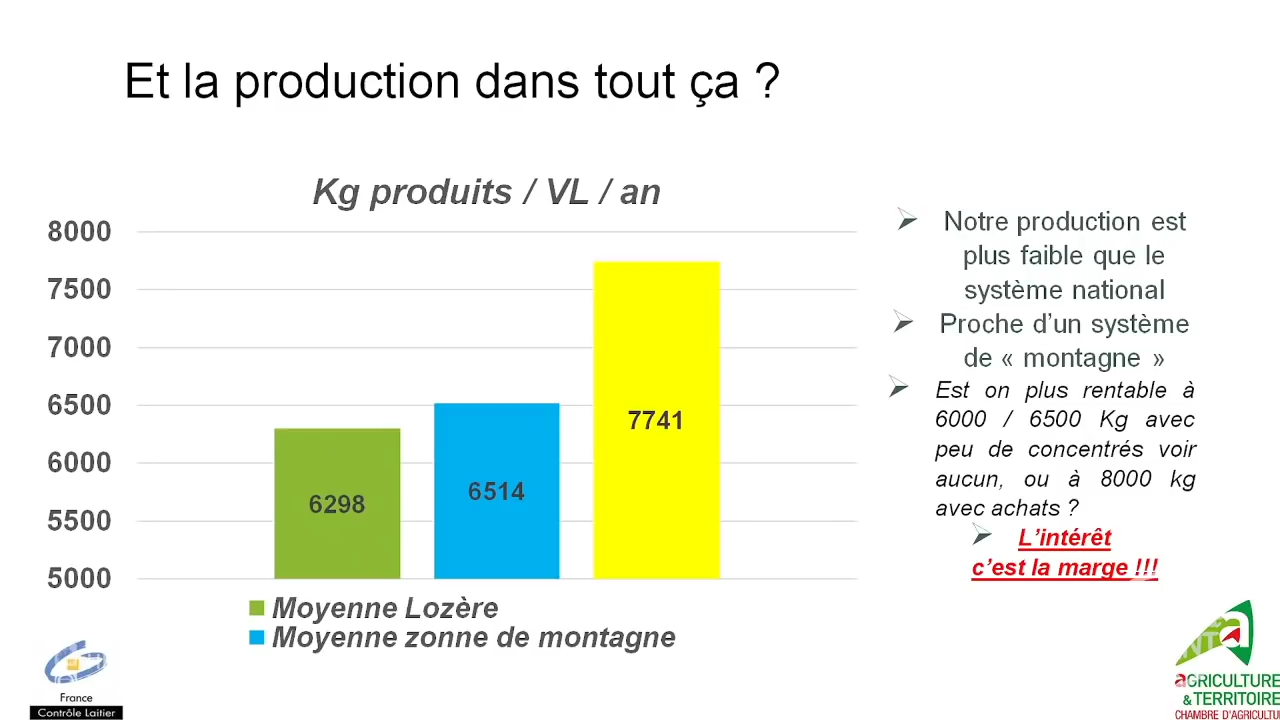 Et la production dans tout ça ?
Kg produits / VL / an
8000
7500
7000
6500
6000
5500
5000
6298
6514
7741
Moyenne Lozère
Moyenne zonne de montagne
Notre production est
plus faible que le
système national
Proche d'un système
de « montagne »
Est on plus rentable à
6000 / 6500 Kg avec
peu de concentrés voir
aucun, ou à 8000 kg
avec achats ?
L'intérêt
c'est la marge !!!
France
Contrôle Laitier
AGRICULTURE
& TERRITOIRE
CHAMBRE D'AGRICULTU